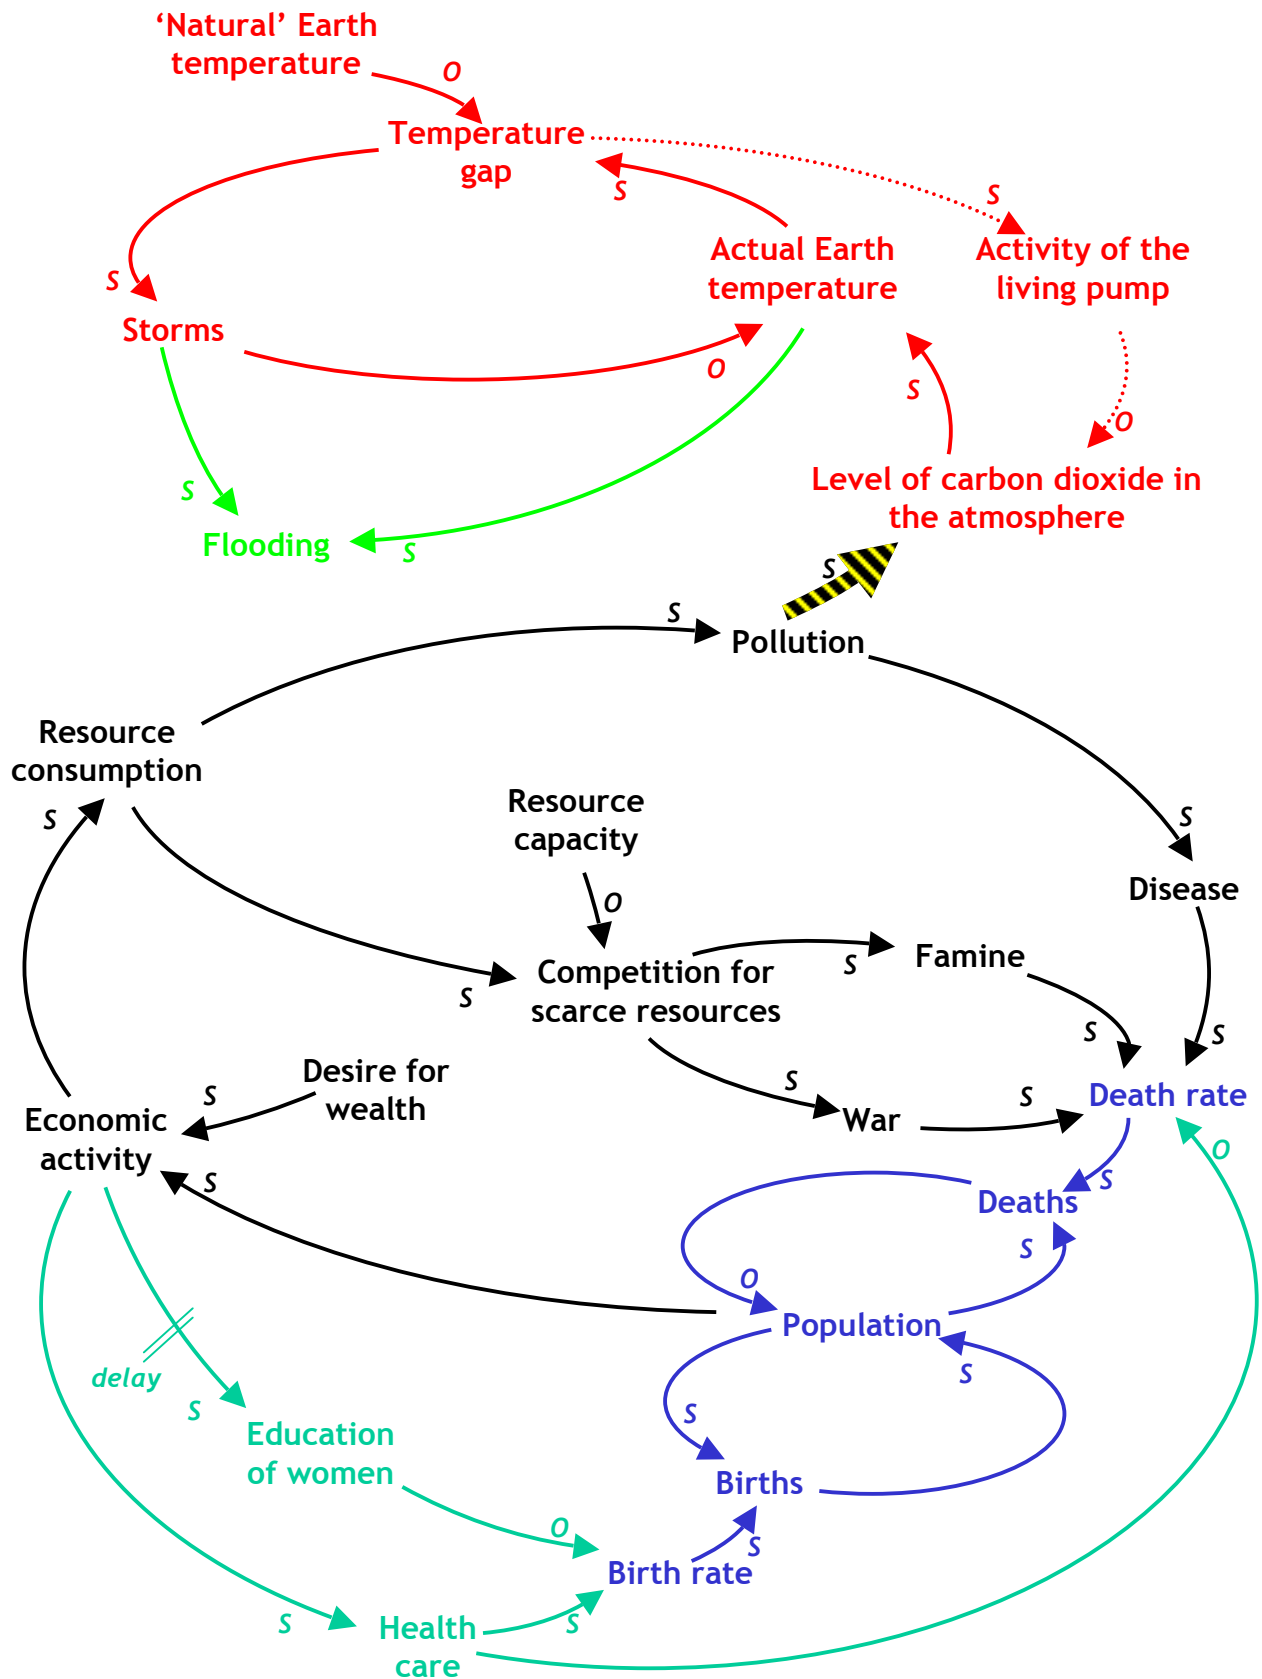 ‘Natural’ Earth
temperature
O
Temperature
gap
S
S
Actual Earth
temperature
Activity of the
living pump
S
Storms
O
S
O
Level of carbon dioxide in
the atmosphere
S
Flooding
S
S
S
Pollution
Resource
consumption
S
Resource
capacity
S
O
Disease
Competition for
scarce resources
S
S
Famine
S
S
Desire for
wealth
S
S
S
Death rate
Economic
activity
War
O
S
S
Deaths
S
O
Population
delay
S
S
S
Education
of women
Births
O
S
Birth rate
S
S
Health
care